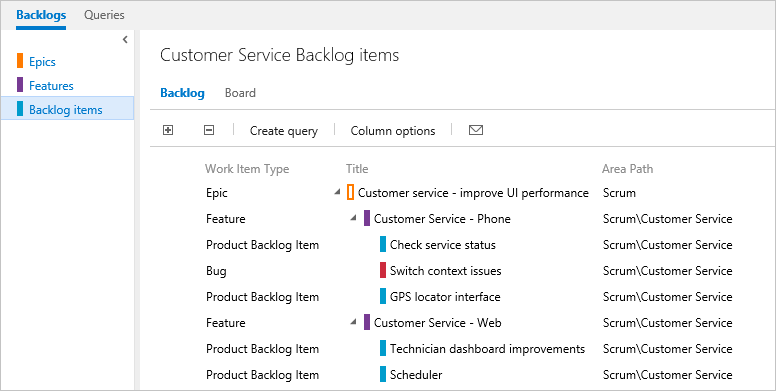 Backlogs Queries
Epics
Features
Backlog items
Customer Service Backlog items
Backlog Board
Create query Column options
Work Item Type Title Area Path
Epic Customer service - improve UI performance Scrum
Feature Customer Service - Phone Scrum\Customer Service
Product Backlog Item Check service status Scrum\Customer Service
Bug Switch context issues Scrum\Customer Service
Product Backlog Item GPS locator interface Scrum\Customer Service
Feature Customer Service - Web Scrum\Customer Service
Product Backlog Item Technician dashboard improvements Scrum\Customer Service
Product Backlog Item Scheduler Scrum\Customer Service